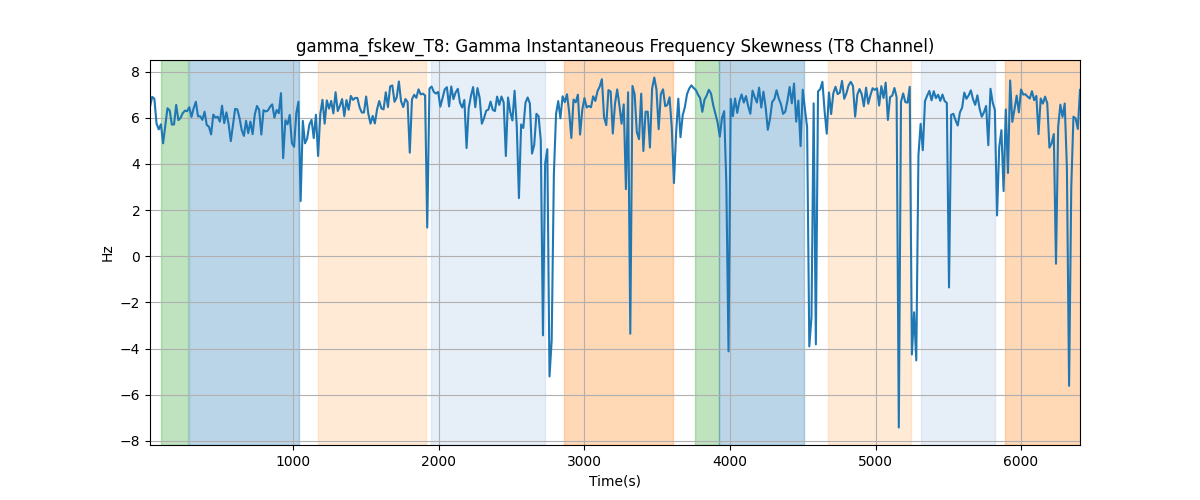 gamma_fskew_T8: Gamma Instantaneous Frequency Skewness (T8 Channel)
8
6
4
2
0
−2
−4
−6
−8
Hz
1000 2000 3000 4000 5000 6000
Time(s)